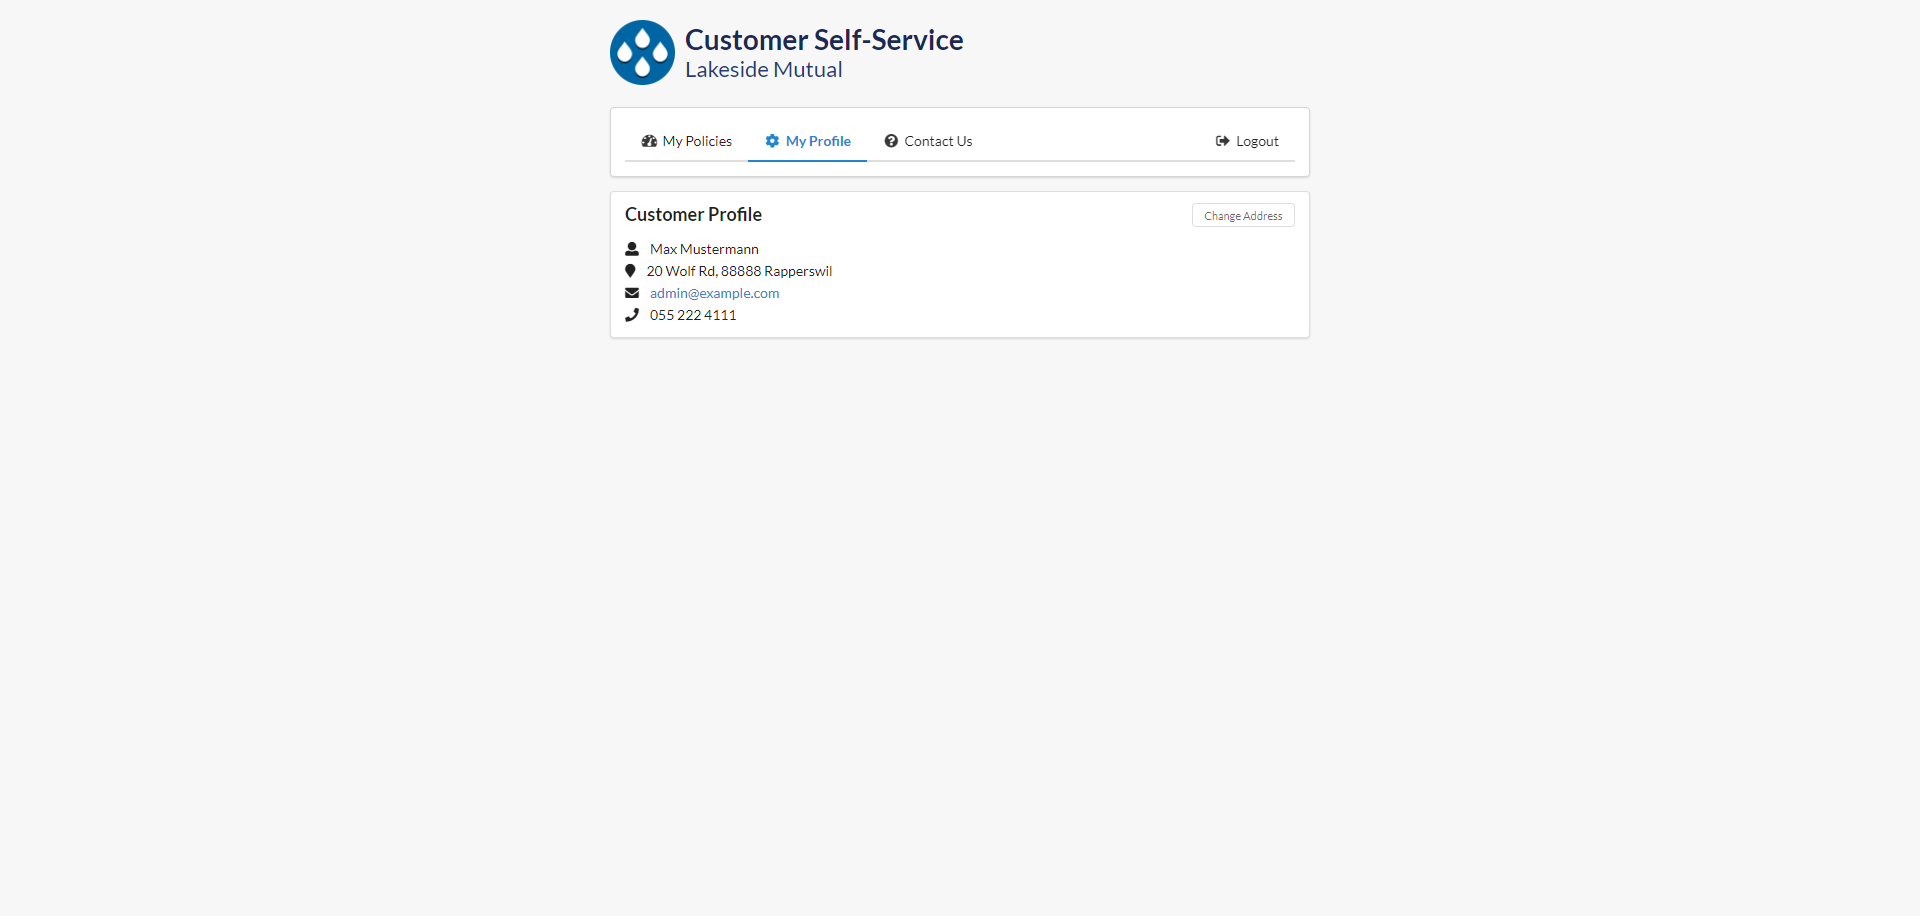 Customer Self-Service
Lakeside Mutual
My Policies
My Profile
Contact Us
Logout
Customer Profile
Change Address
Max Mustermann
20 Wolf Rd, 88888 Rapperswil
admin@example.com
055 222 4111